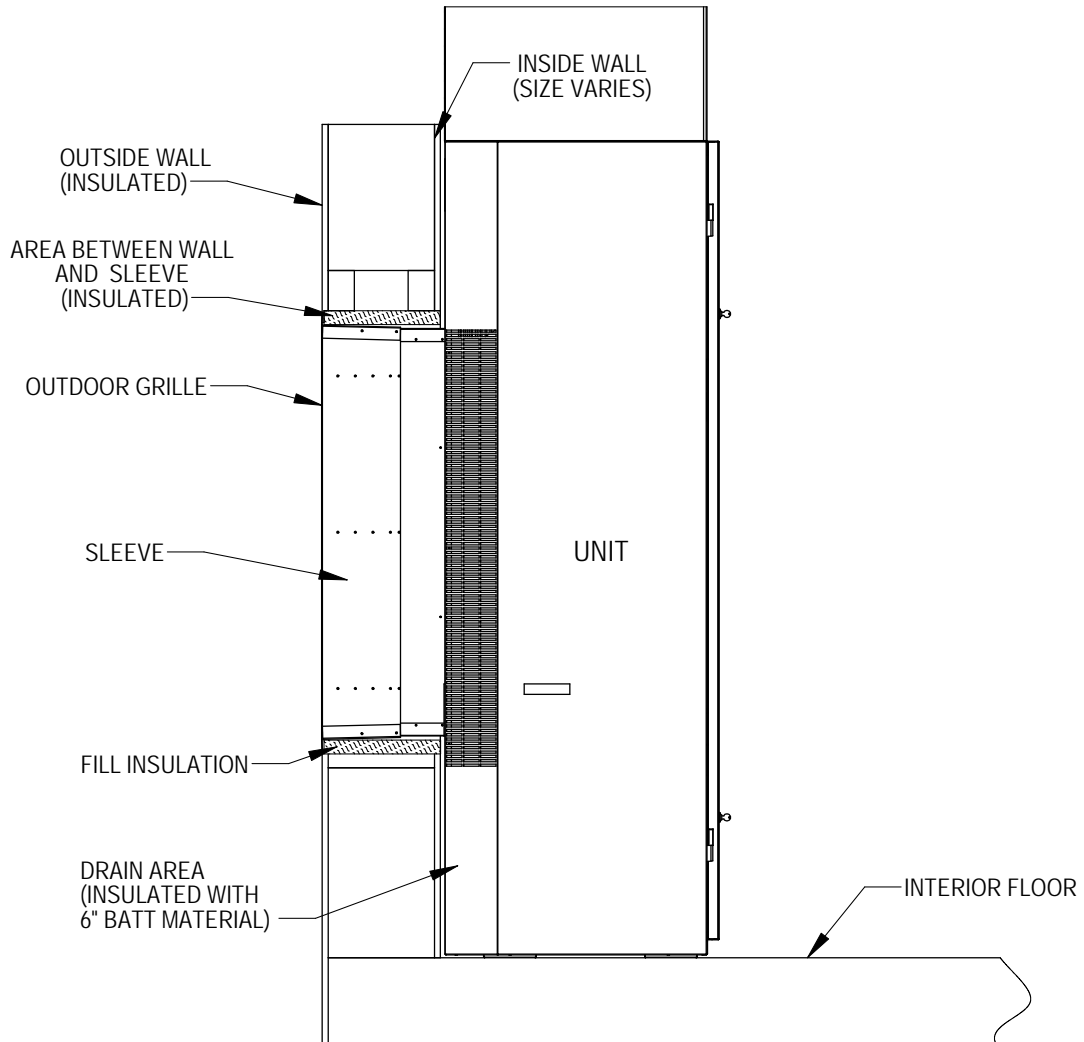 INSIDE WALL
(SIZE VARIES)
OUTSIDE WALL
(INSULATED)
AREA BETWEEN WALL
AND SLEEVE
(INSULATED)
OUTDOOR GRILLE
SLEEVE
UNIT
FILL INSULATION
DRAIN AREA
(INSULATED WITH
6" BATT MATERIAL)
INTERIOR FLOOR